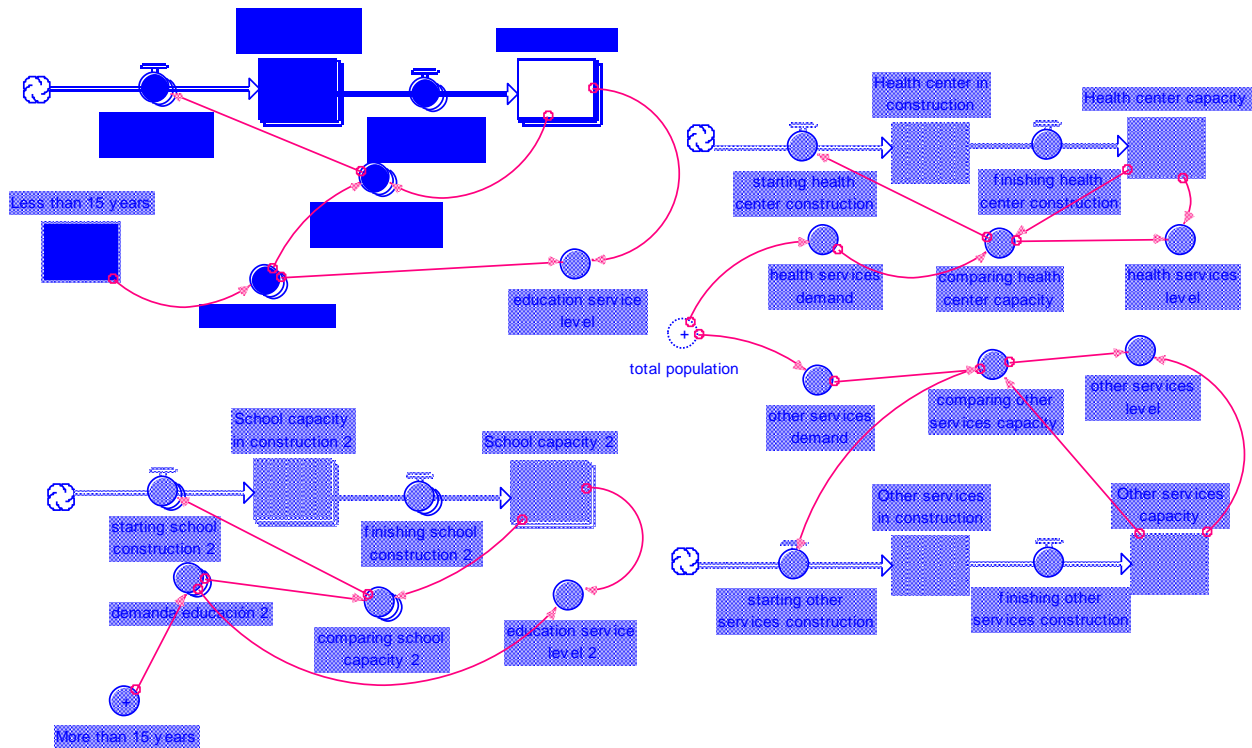 Less than 15 years
education service
level
School capacity
in construction 2
School capacity 2
starting school
construction 2
finishing school
construction 2
demanda educación 2
comparing school
capacity 2
education service
level 2
More than 15 years
Health center in
construction
Health center capacity
starting health
center construction
finishing health
center construction
health services
demand
comparing health
center capacity
health services
level
total population
other services
demand
comparing other
services capacity
other services
level
Other services
in construction
Other services
capacity
starting other
services construction
finishing other
services construction